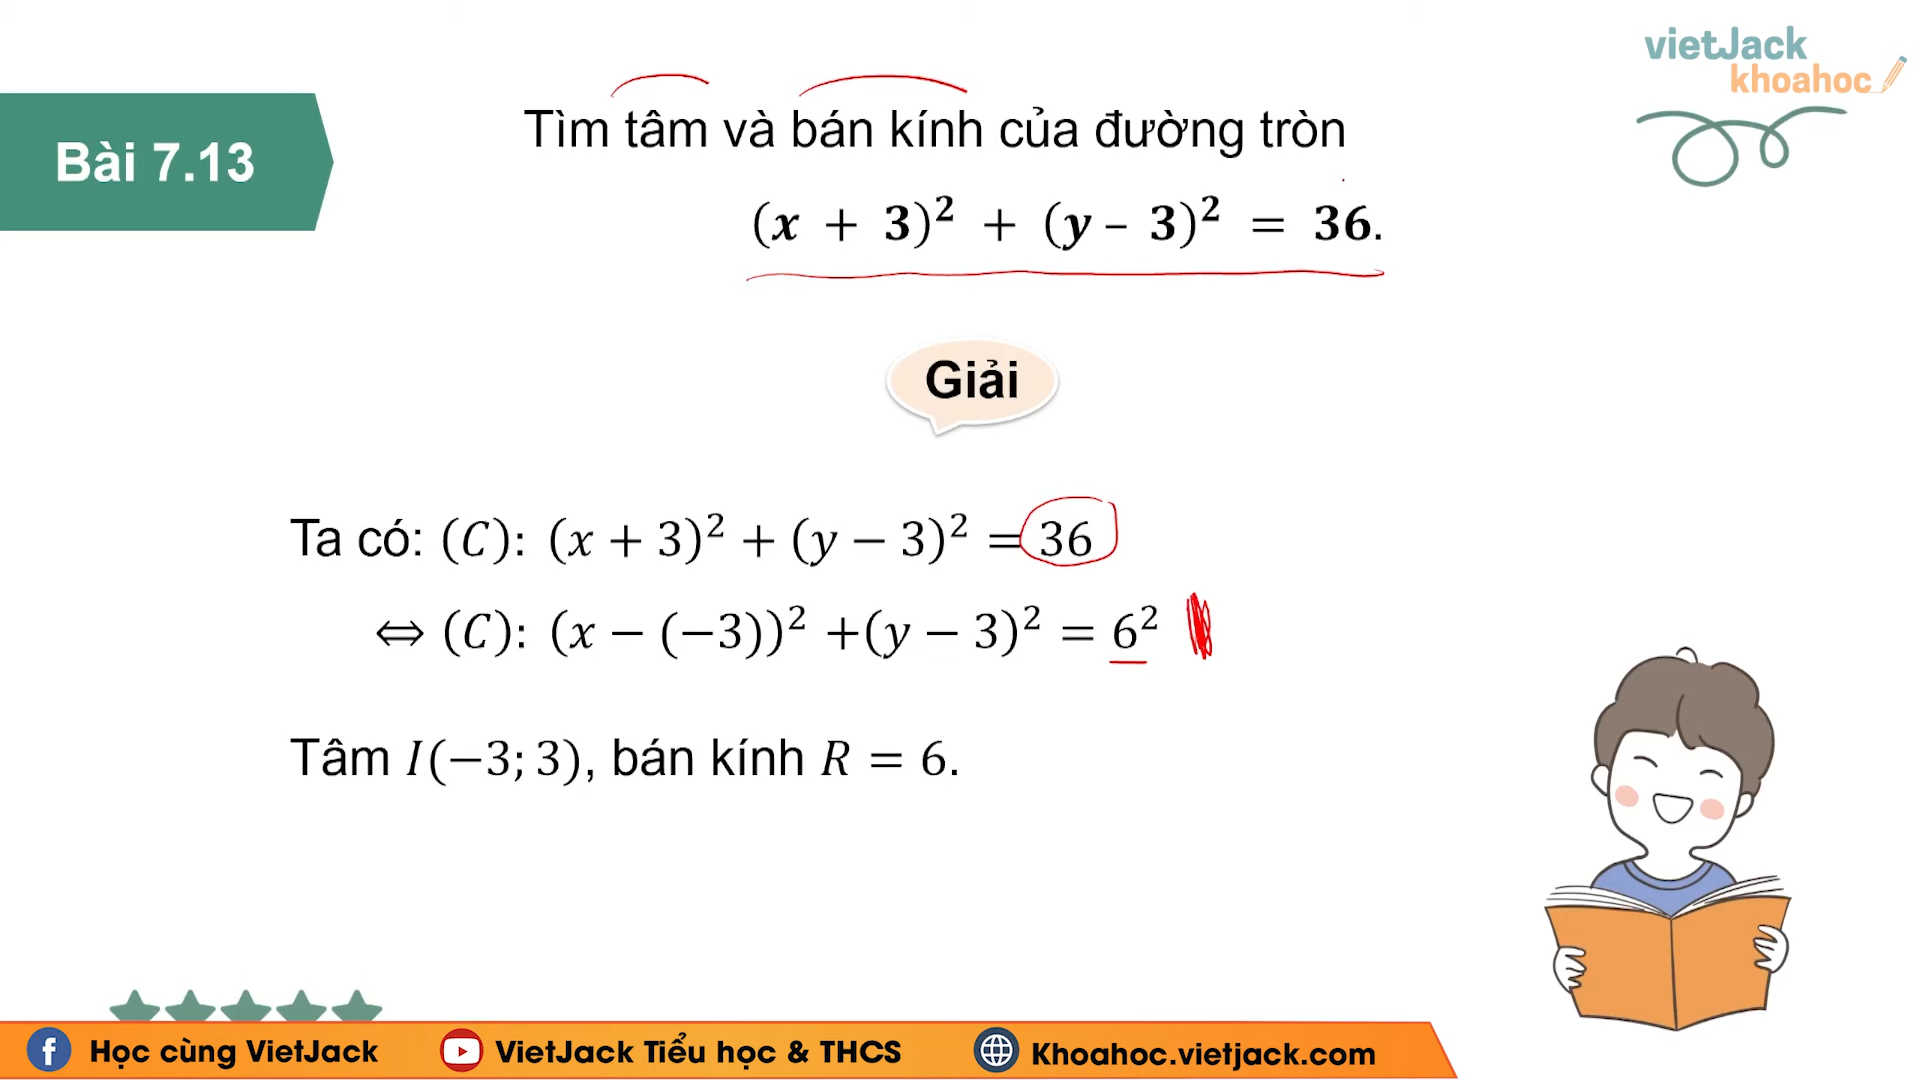 vietJack
khoahoc
Bài 7.13
Tìm tâm và bán kính của đường tròn
(x + 3)² + (y – 3)² = 36.
Giải
Ta có: (C): (x + 3)² + (y − 3)² = 36
⇔ (C): (x − (−3))² +(y − 3)² = 6²
Tâm I(−3; 3), bán kính R = 6.
Học cùng VietJack
VietJack Tiểu học & THCS
Khoahoc.vietjack.com